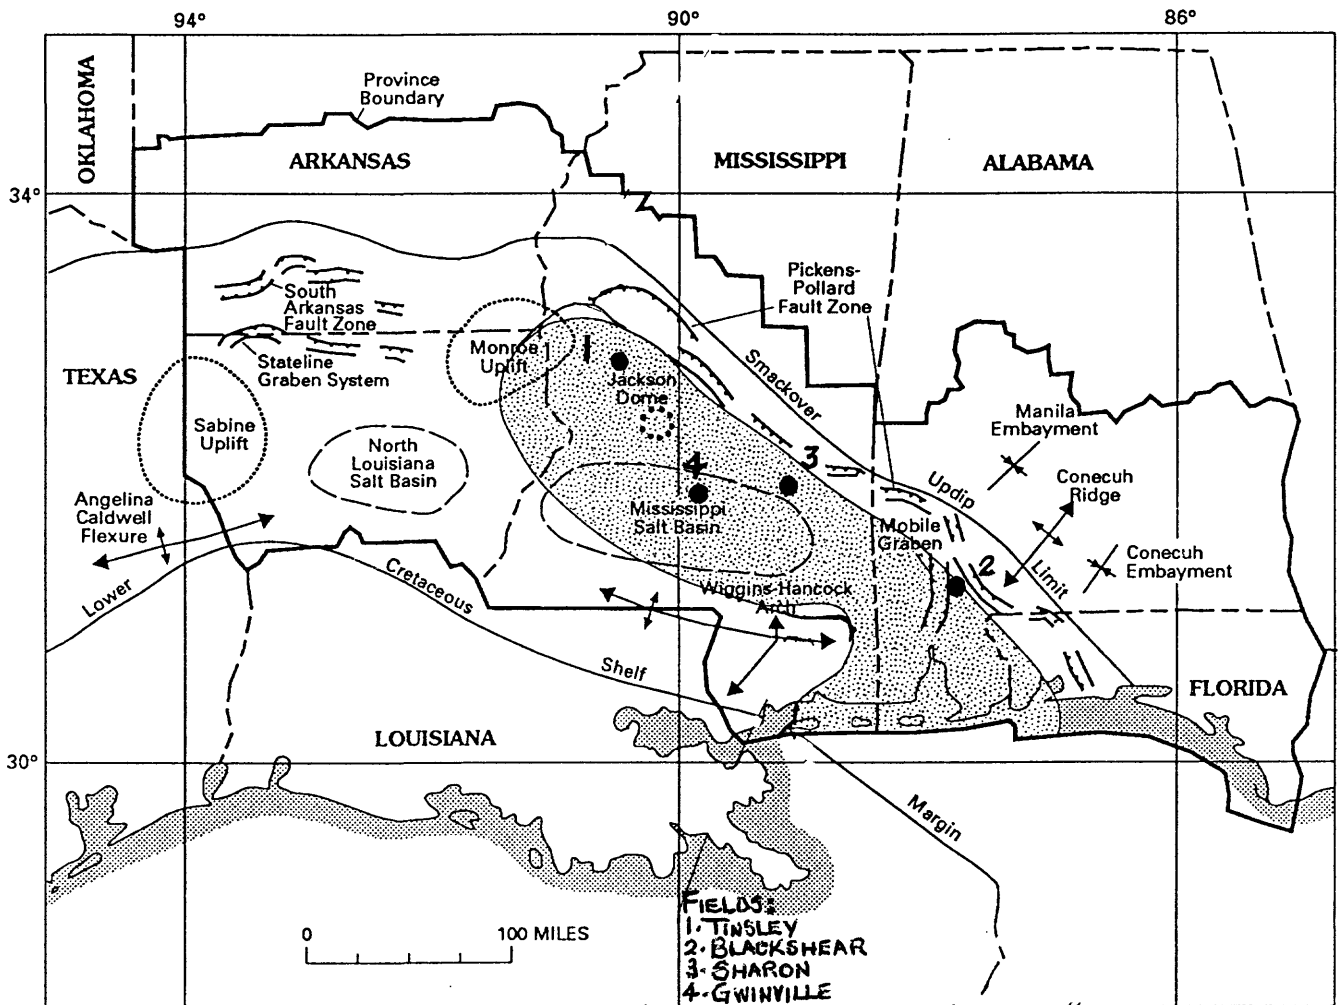 94°
90°
86°
OKLAHOMA
Province
Boundary
ARKANSAS
MISSISSIPPI
ALABAMA
34°
Pickens-
Pollard
Fault Zone
South
Arkansas
Fault Zone
Stateline
Graben System
Monroe
Uplift
1
Jackson
Dome
Smackover
TEXAS
Sabine
Uplift
North
Louisiana
Salt Basin
4
3
Manila
Embayment
Updip
Conecuh
Ridge
Angelina
Caldwell
Flexure
Mississippi
Salt Basin
Mobile
Graben
2
Limit
Conecuh
Embayment
Lower
Cretaceous
Wiggins-Hancock
Arch
Shelf
FLORIDA
LOUISIANA
30°
Margin
FIELDS:
1. TINSLEY
2. BLACKSHEAR
3. SHARON
4. GWINVILLE
0
100 MILES